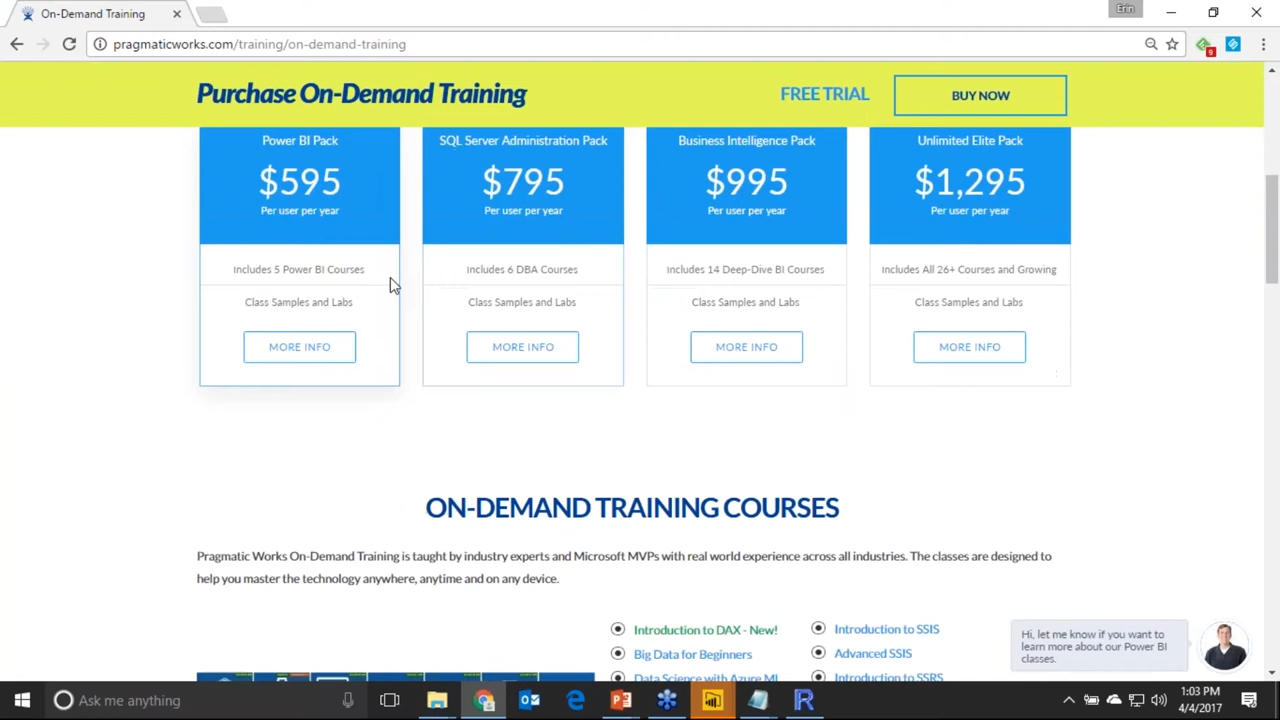 On-Demand Training
Erin
pragmaticworks.com/training/on-demand-training
9
Purchase On-Demand Training
FREE TRIAL
BUY NOW
Power BI Pack
$595
Per user per year
Includes 5 Power BI Courses
Class Samples and Labs
MORE INFO
SQL Server Administration Pack
$795
Per user per year
Includes 6 DBA Courses
Class Samples and Labs
MORE INFO
Business Intelligence Pack
$995
Per user per year
Includes 14 Deep-Dive BI Courses
Class Samples and Labs
MORE INFO
Unlimited Elite Pack
$1,295
Per user per year
Includes All 26+ Courses and Growing
Class Samples and Labs
MORE INFO
ON-DEMAND TRAINING COURSES
Pragmatic Works On-Demand Training is taught by industry experts and Microsoft MVPs with real world experience across all industries. The classes are designed to
help you master the technology anywhere, anytime and on any device.
Introduction to DAX - New!
Big Data for Beginners
Data Science with Azure ML
Introduction to SSIS
Advanced SSIS
Introduction to SSRS
Hi, let me know if you want to
learn more about our Power BI
classes.
Ask me anything
1:03 PM
4/4/2017